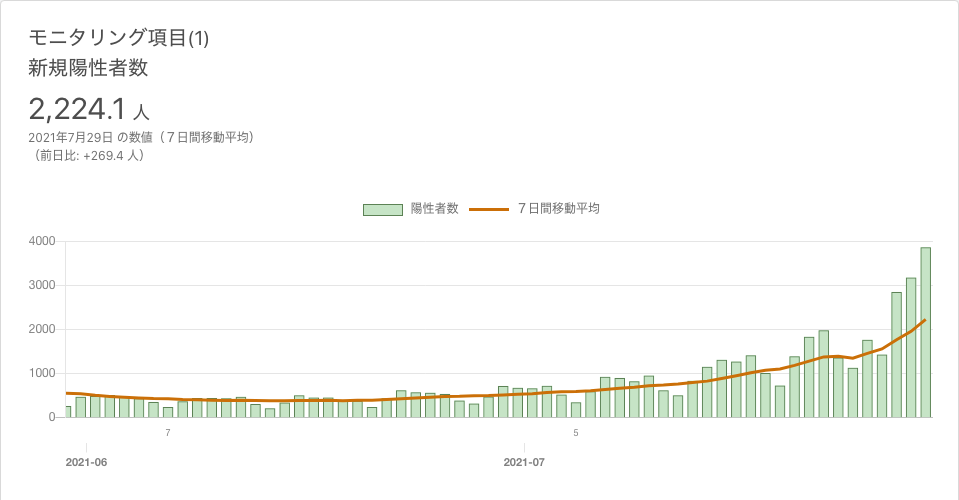 モニタリング項目(1)
新規陽性者数
2,224.1 人
2021年7月29日 の数値（７日間移動平均）
（前日比: +269.4 人）
陽性者数 ７日間移動平均
4000
3000
2000
1000
0
7 5
2021-06 2021-07